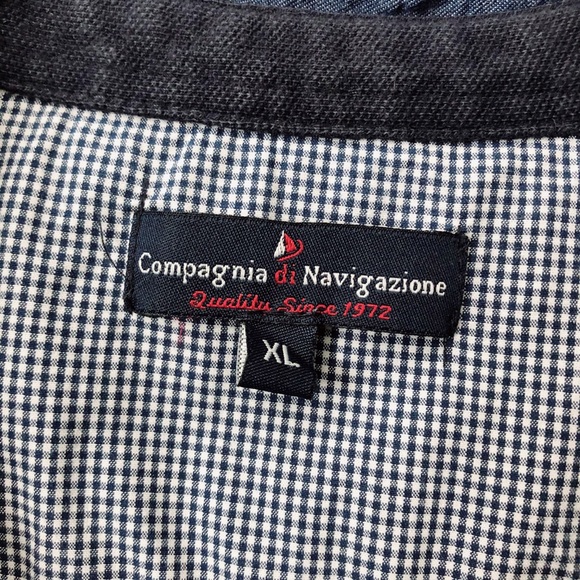 Compagnia di Navigazione
Quality Since 1972
XL